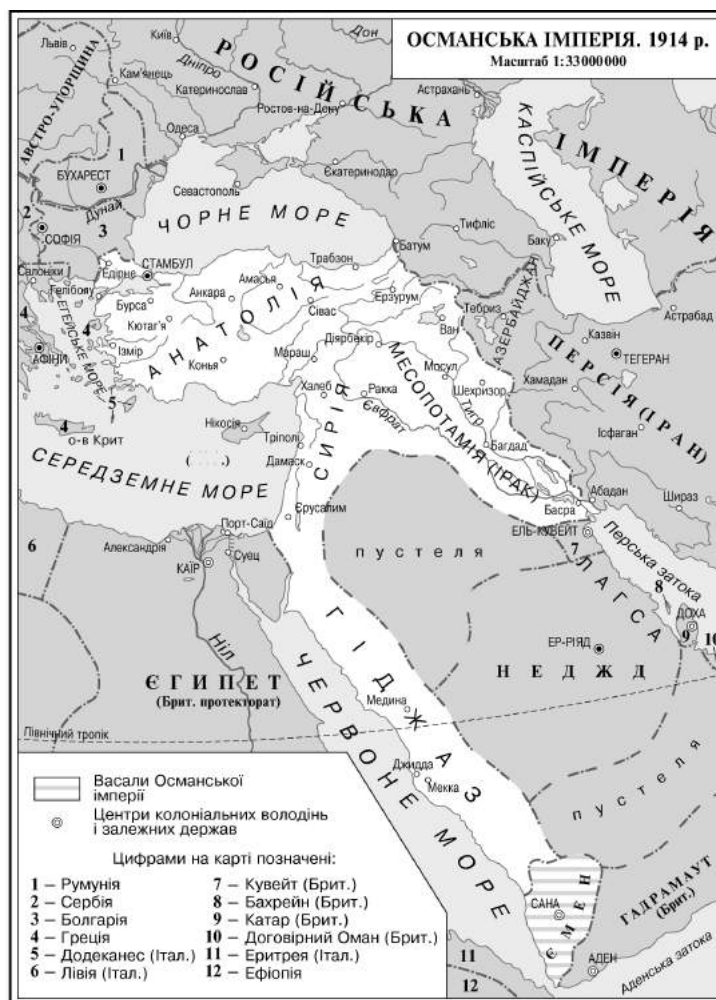 ОСМАНСЬКА ІМПЕРІЯ. 1914 р.
Масштаб 1:33000000
Львів
Київ
Дон
РОСІЙСЬКА
ІМПЕРІЯ
Дніпро
Кам'янець
Катеринослав
Ростов-на-Дону
Астрахань
АВСТРО-УГОРЩИНА
Одеса
1
БУХАРЕСТ
Севастополь
Єкатеринодар
КАСПІЙСЬКЕ МОРЕ
Дунай
2
3
СОФІЯ
ЧОРНЕ МОРЕ
Тифліс
Батум
Баку
Салоніки
Едірне
СТАМБУЛ
Трабзон
Геліболу
Бурса
Анкара
Амасья
Сівас
Ерзурум
Тебриз
АЗЕРБАЙДЖАН
Астрабад
4
4
ЕГЕЙСЬКЕ МОРЕ
Кютаг'я
АНАТОЛІЯ
Ван
Казвін
ТЕГЕРАН
АФІНИ
Ізмір
Конья
Мараш
Діярбекір
МЕСОПОТАМІЯ (ІРАК)
Мосул
Шехризор
Хамадан
ПЕРСІЯ (ІРАН)
5
Халеб
Ракка
Євфрат
Тигр
4
о-в Крит
Нікосія
Тріполі
СИРІЯ
Багдад
Ісфаган
СЕРЕДЗЕМНЕ МОРЕ
Дамаск
Єрусалим
Басра
Абадан
Шираз
ЕЛЬ-КУВЕЙТ
7
6
Александрія
Порт-Саїд
Суец
КАЇР
пустеля
Перська затока
ЛАГСА
8
ДОХА
9
10
Ніл
ЄГИПЕТ
(Брит. протекторат)
ГІДЖАЗ
ЕР-РІЯД
НЕДЖД
Медина
Північний тропік
ЧЕРВОНЕ МОРЕ
Джидда
Мекка
пустеля
ЄМЕН
САНА
ГАДРАМАУТ
(Брит.)
АДЕН
Аденська затока
11
12
Васали Османської
імперії
Центри колоніальних володінь
і залежних держав
Цифрами на карті позначені:
1 – Румунія
2 – Сербія
3 – Болгарія
4 – Греція
5 – Додеканес (Італ.)
6 – Лівія (Італ.)
7 – Кувейт (Брит.)
8 – Бахрейн (Брит.)
9 – Катар (Брит.)
10 – Договірний Оман (Брит.)
11 – Еритрея (Італ.)
12 – Ефіопія